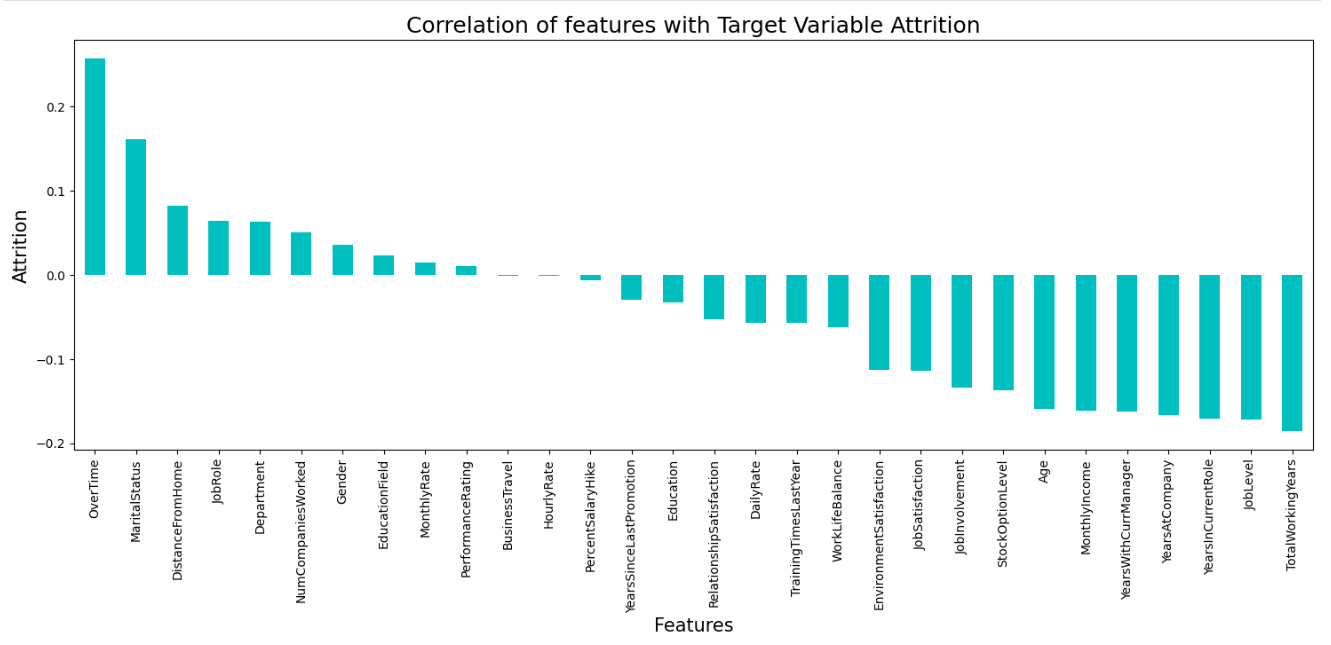 Correlation of features with Target Variable Attrition
Attrition
0.2
0.1
0.0
−0.1
−0.2
OverTime
MaritalStatus
DistanceFromHome
JobRole
Department
NumCompaniesWorked
Gender
EducationField
MonthlyRate
PerformanceRating
BusinessTravel
HourlyRate
PercentSalaryHike
YearsSinceLastPromotion
Education
RelationshipSatisfaction
DailyRate
TrainingTimesLastYear
WorkLifeBalance
EnvironmentSatisfaction
JobSatisfaction
JobInvolvement
StockOptionLevel
Age
MonthlyIncome
YearsWithCurrManager
YearsAtCompany
YearsInCurrentRole
JobLevel
TotalWorkingYears
Features